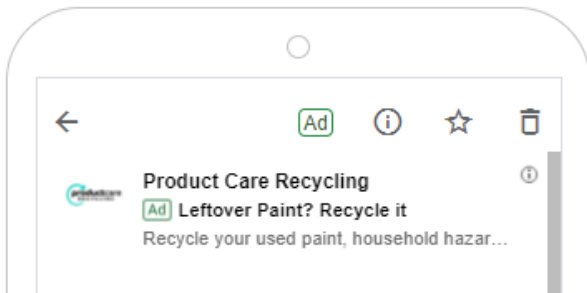 Ad
Product Care Recycling
Ad Leftover Paint? Recycle it
Recycle your used paint, household hazar...